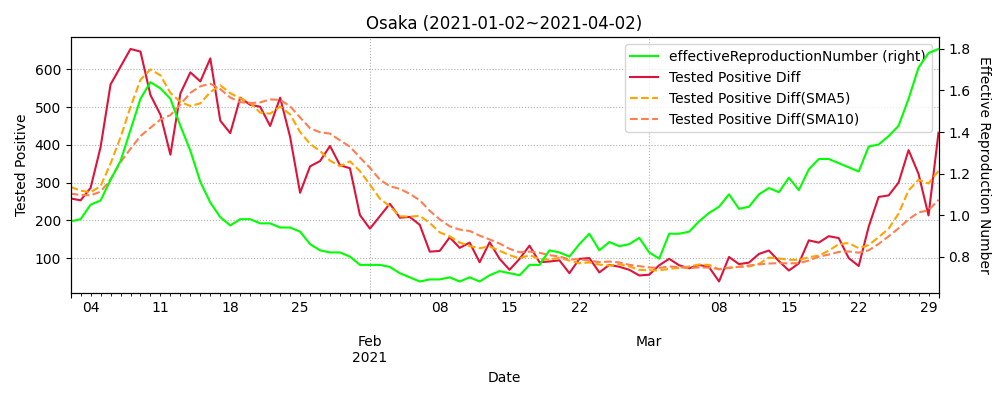 Osaka (2021-01-02~2021-04-02)
effectiveReproductionNumber (right)
Tested Positive Diff
Tested Positive Diff(SMA5)
Tested Positive Diff(SMA10)
Tested Positive
600
500
400
300
200
100
1.8
1.6
1.4
1.2
1.0
0.8
Effective Reproduction Number
04 11 18 25 08 15 22 08 15 22 29
Feb Mar
2021
Date